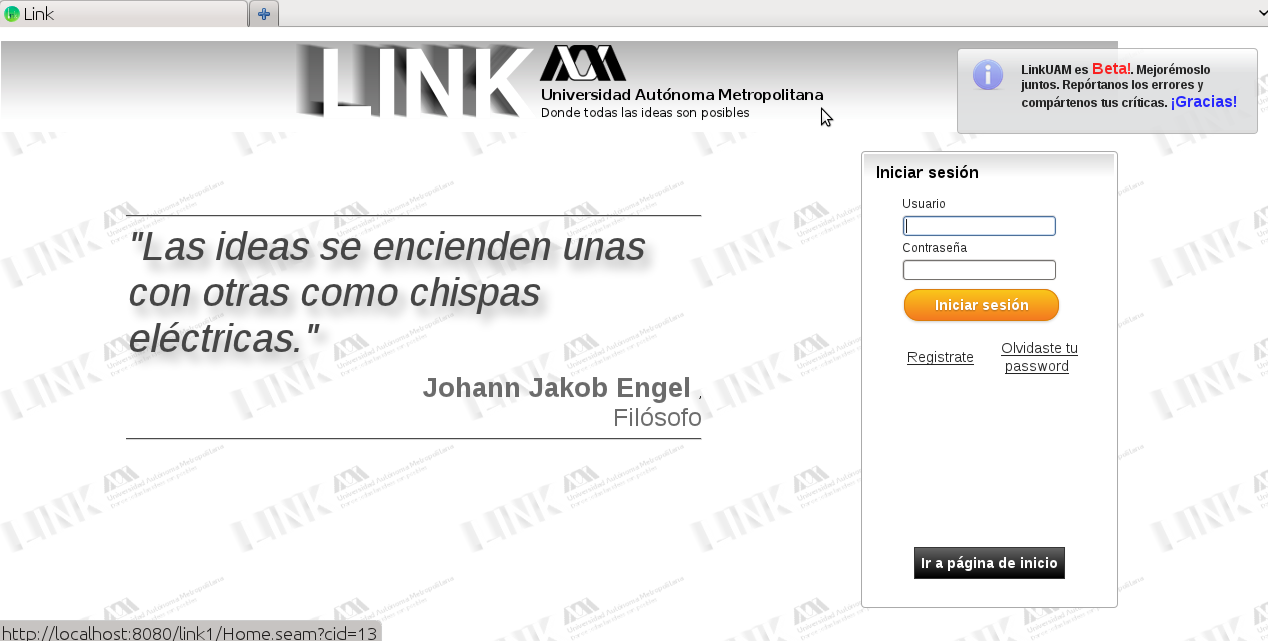 Link
LINK
Universidad Autónoma Metropolitana
Donde todas las ideas son posibles
LinkUAM es Beta!. Mejorémoslo
juntos. Repórtanos los errores y
compártenos tus críticas. ¡Gracias!
"Las ideas se encienden unas
con otras como chispas
eléctricas."
Johann Jakob Engel ,
Filósofo
Iniciar sesión
Usuario
Contraseña
Iniciar sesión
Registrate
Olvidaste tu
password
Ir a página de inicio
http://localhost:8080/link1/Home.seam?cid=13